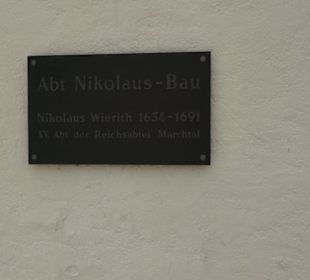 Abt Nikolaus-Bau
Nikolaus Wierith 1634-1691
XV. Abt der Reichsabtei Marchtal